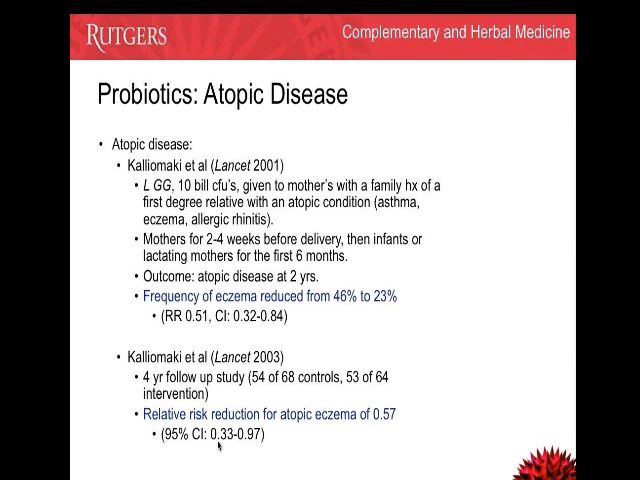 RUTGERS
Complementary and Herbal Medicine
Probiotics: Atopic Disease
• Atopic disease:
• Kalliomaki et al (Lancet 2001)
• L GG, 10 bill cfu's, given to mother's with a family hx of a
first degree relative with an atopic condition (asthma,
eczema, allergic rhinitis).
• Mothers for 2-4 weeks before delivery, then infants or
lactating mothers for the first 6 months.
• Outcome: atopic disease at 2 yrs.
• Frequency of eczema reduced from 46% to 23%
• (RR 0.51, CI: 0.32-0.84)
• Kalliomaki et al (Lancet 2003)
• 4 yr follow up study (54 of 68 controls, 53 of 64
intervention)
• Relative risk reduction for atopic eczema of 0.57
• (95% CI: 0.33-0.97)